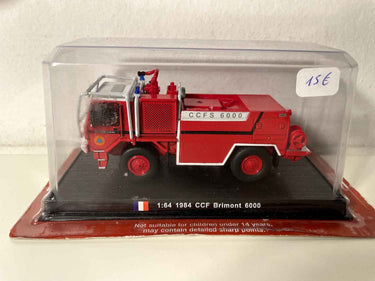 15€
CCFS 6000
1:64 1984 CCF Brimont 6000
Not suitable for children under 14 years,
may contain detailed sharp points.